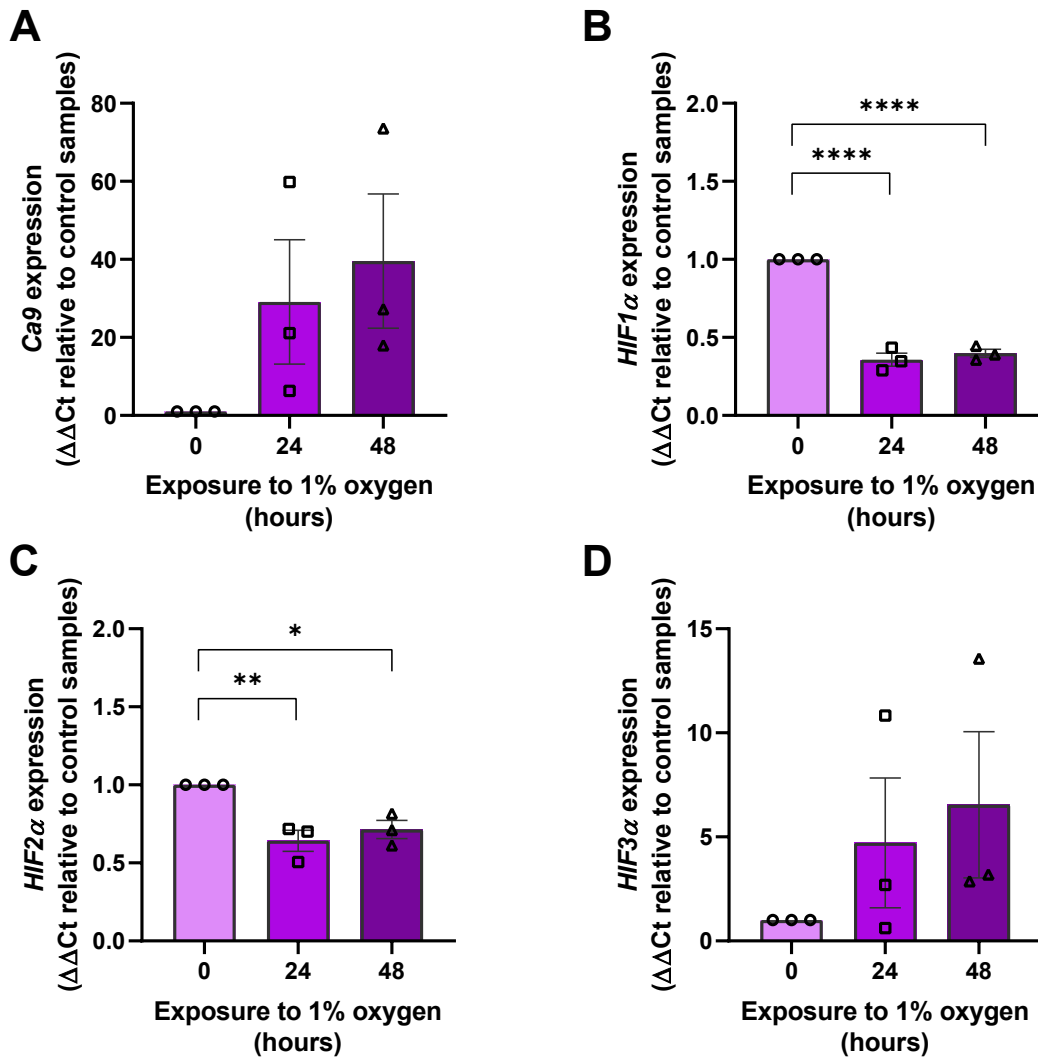 A
Ca9 expression
(ΔΔCt relative to control samples)
80
60
40
20
0
0 24 48
Exposure to 1% oxygen
(hours)
B
HIF1α expression
(ΔΔCt relative to control samples)
2.0
1.5
1.0
0.5
0.0
****
****
0 24 48
Exposure to 1% oxygen
(hours)
C
HIF2α expression
(ΔΔCt relative to control samples)
2.0
1.5
1.0
0.5
0.0
*
**
0 24 48
Exposure to 1% oxygen
(hours)
D
HIF3α expression
(ΔΔCt relative to control samples)
15
10
5
0
0 24 48
Exposure to 1% oxygen
(hours)